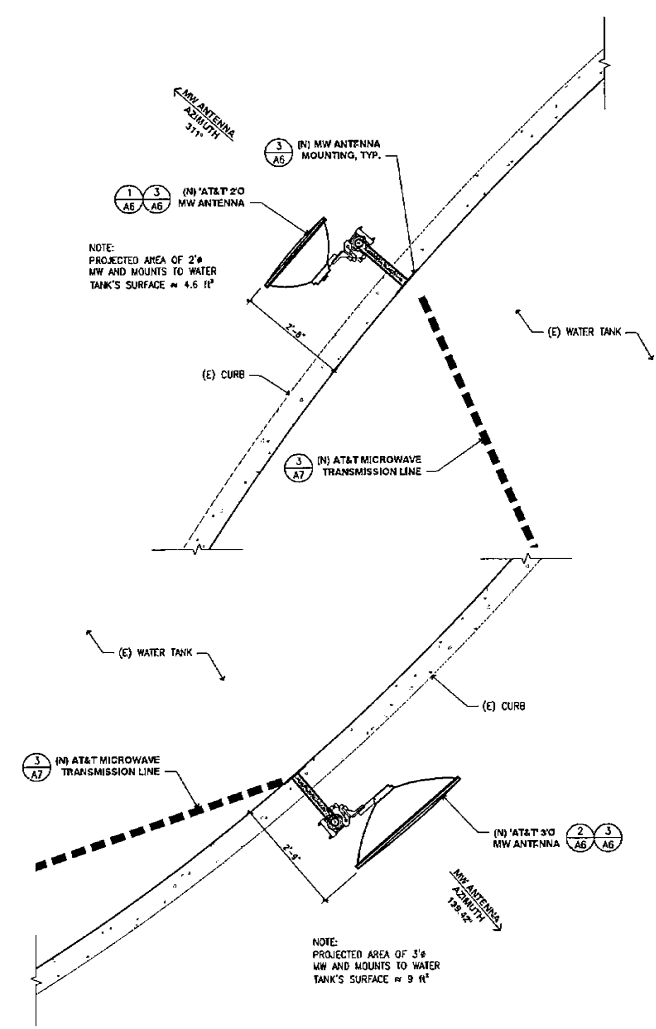 MW ANTENNA
AZIMUTH
311°
3
A6
(N) MW ANTENNA
MOUNTING, TYP.
1
A6
3
A6
(N) 'AT&T' 2'Ø
MW ANTENNA
NOTE:
PROJECTED AREA OF 2'ø
MW AND MOUNTS TO WATER
TANK'S SURFACE ≈ 4.6 ft²
(E) WATER TANK
(E) CURB
3
A7
(N) AT&T MICROWAVE
TRANSMISSION LINE
(E) WATER TANK
(E) CURB
3
A7
(N) AT&T MICROWAVE
TRANSMISSION LINE
(N) 'AT&T' 3'Ø
MW ANTENNA
2
A6
3
A6
MW ANTENNA
AZIMUTH
139.42°
NOTE:
PROJECTED AREA OF 3'ø
MW AND MOUNTS TO WATER
TANK'S SURFACE ≈ 9 ft²